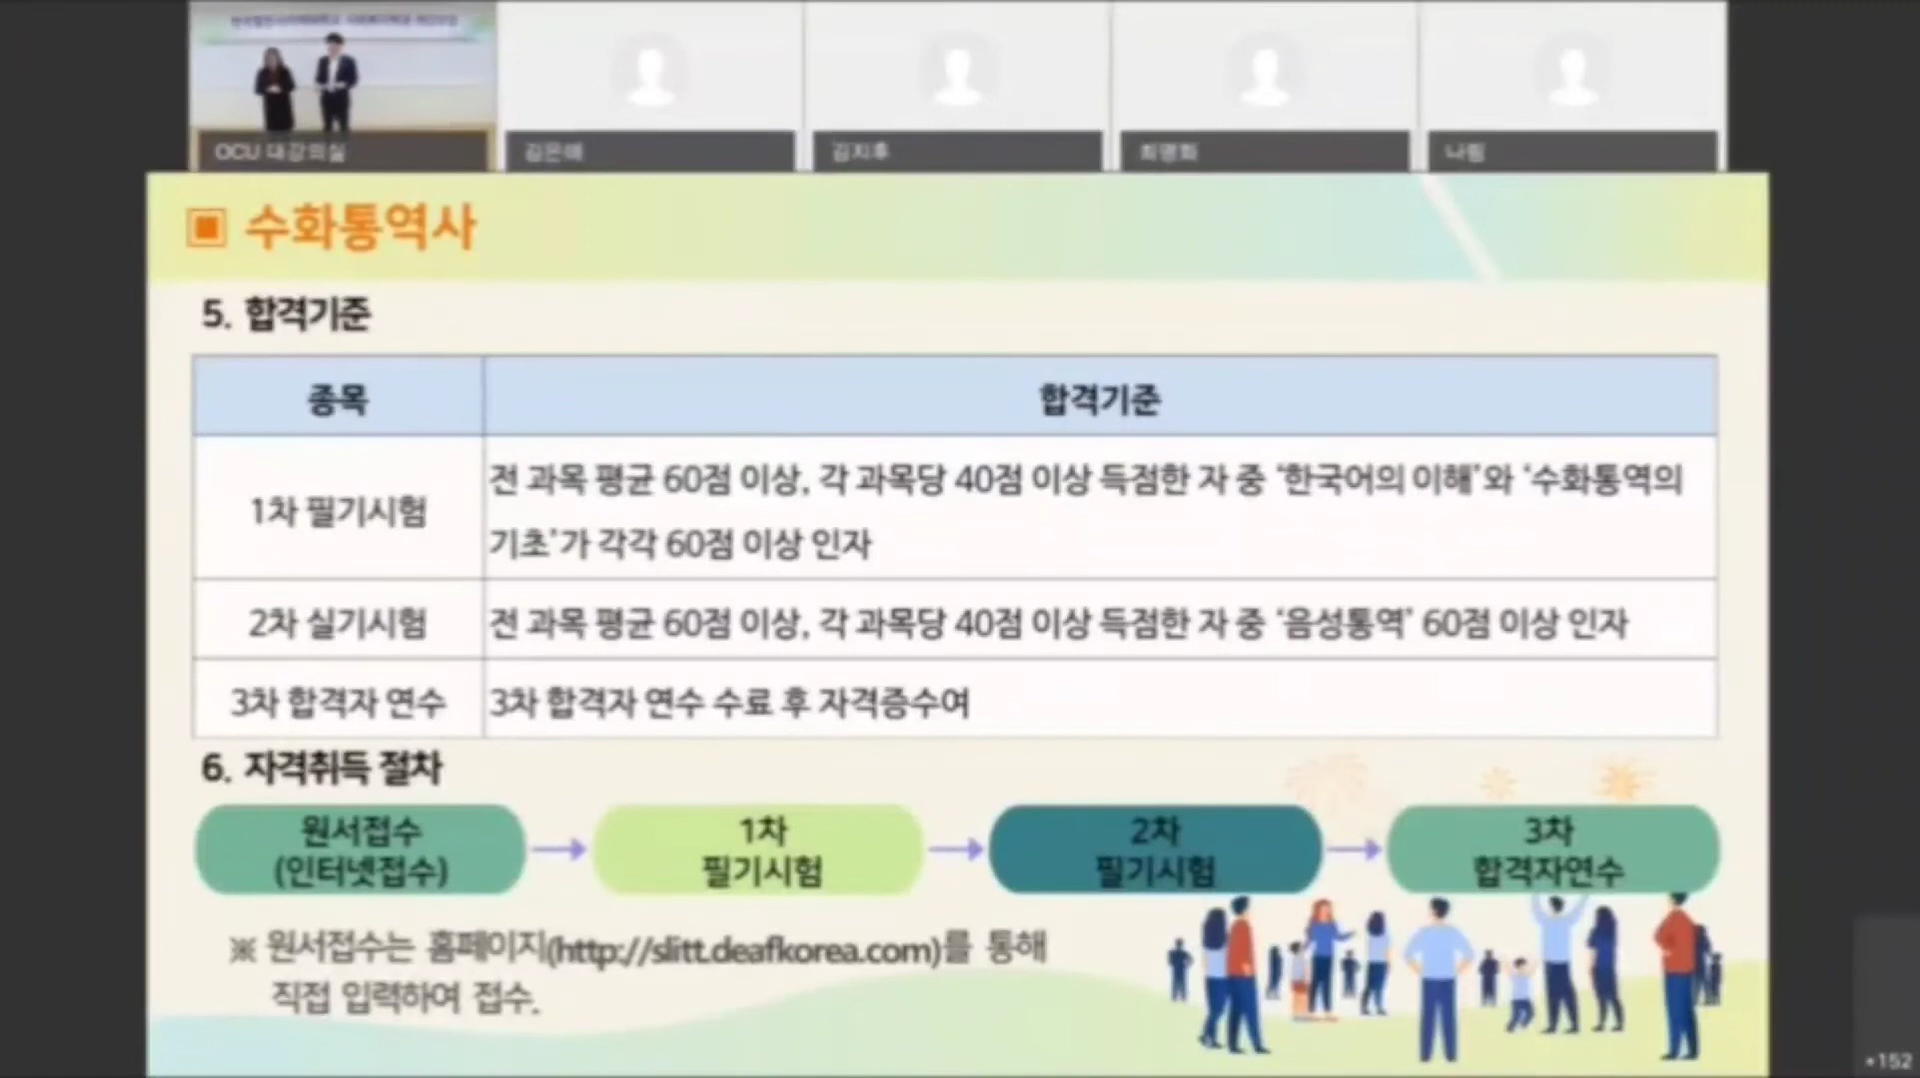 OCU 대강의실
김은애
김지후
최명화
나림
수화통역사
5. 합격기준
종목 합격기준
1차 필기시험
전 과목 평균 60점 이상, 각 과목당 40점 이상 득점한 자 중 ‘한국어의 이해’와 ‘수화통역의
기초’가 각각 60점 이상 인자
2차 실기시험 전 과목 평균 60점 이상, 각 과목당 40점 이상 득점한 자 중 ‘음성통역’ 60점 이상 인자
3차 합격자 연수 3차 합격자 연수 수료 후 자격증수여
6. 자격취득 절차
원서접수
(인터넷접수)
1차
필기시험
2차
필기시험
3차
합격자연수
※ 원서접수는 홈페이지(http://slitt.deafkorea.com)를 통해
직접 입력하여 접수.
+152